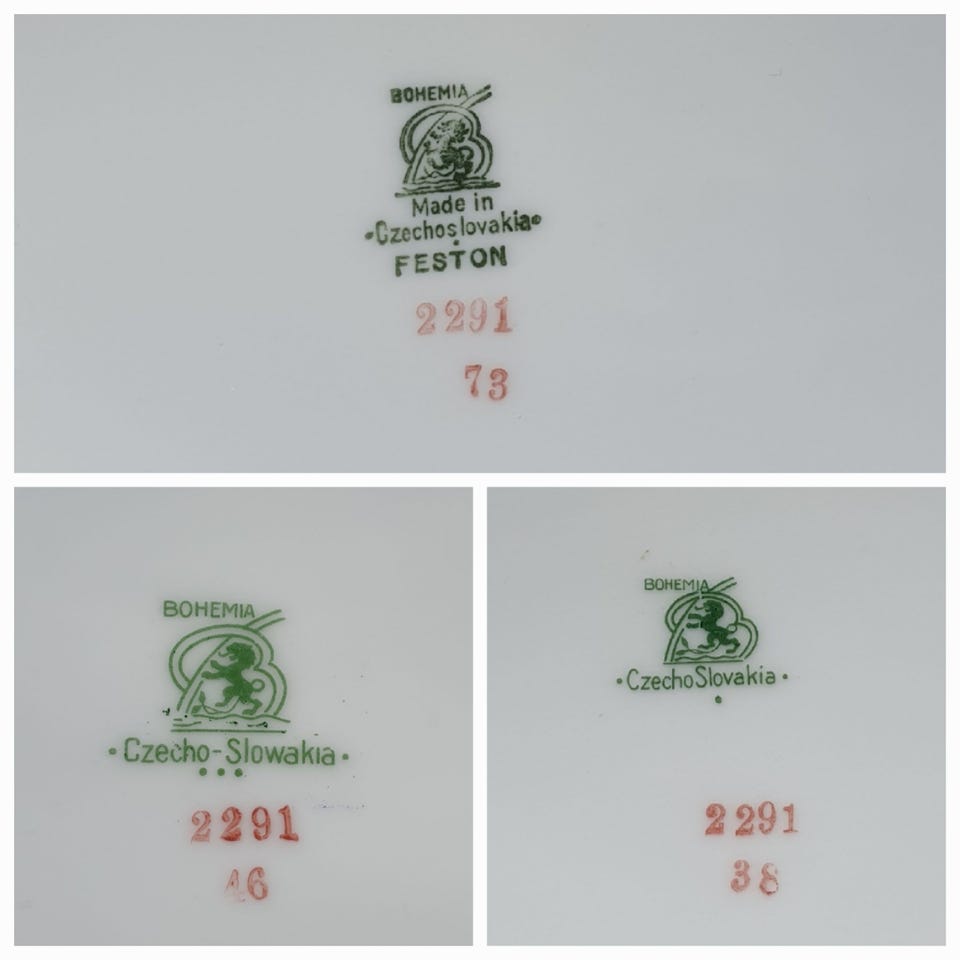 BOHEMIA
Made in
•Czechoslovakia•
FESTON
2291
73
BOHEMIA
•Czecho-Slowakia•
2291
46
BOHEMIA
•CzechoSlovakia•
2291
38